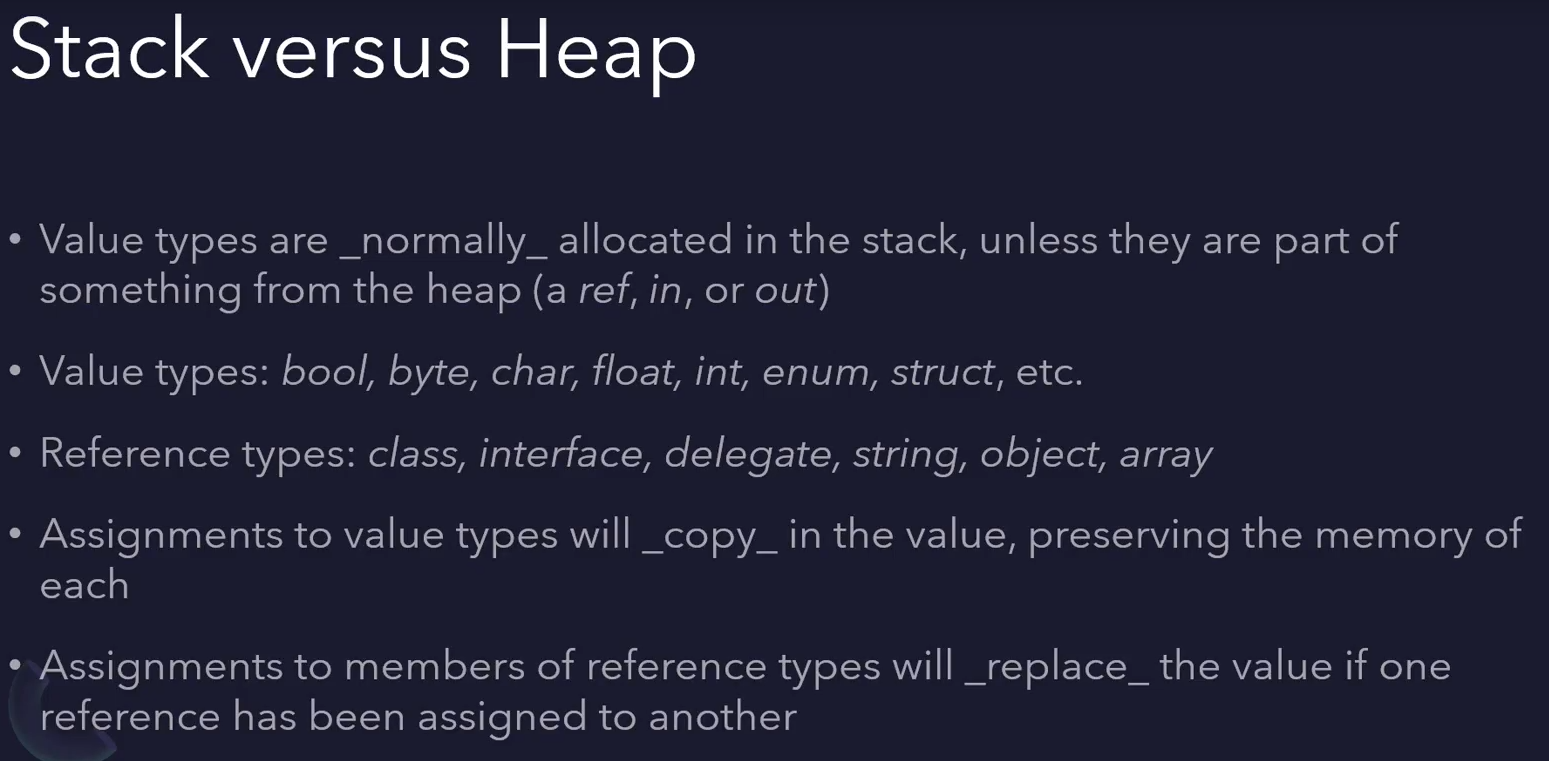 Stack versus Heap
• Value types are _normally_ allocated in the stack, unless they are part of
something from the heap (a ref, in, or out)
• Value types: bool, byte, char, float, int, enum, struct, etc.
• Reference types: class, interface, delegate, string, object, array
• Assignments to value types will _copy_ in the value, preserving the memory of
each
• Assignments to members of reference types will _replace_ the value if one
reference has been assigned to another